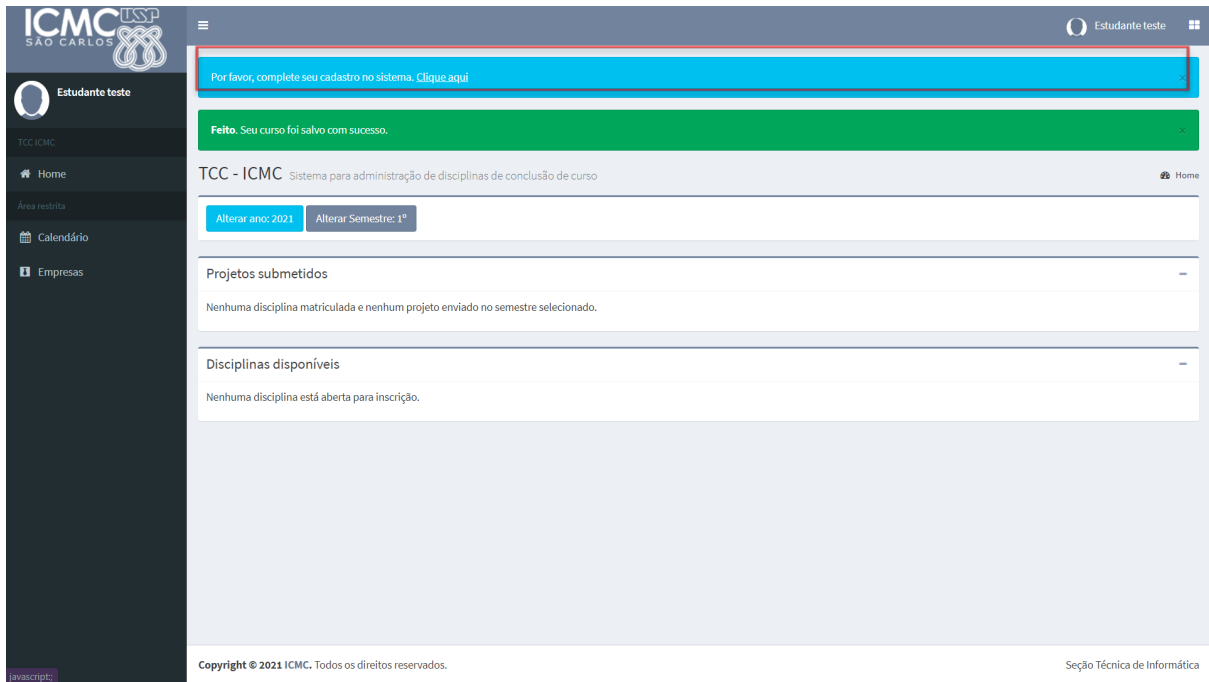 ICMC USP
SÃO CARLOS
Estudante teste
Por favor, complete seu cadastro no sistema. Clique aqui
×
Estudante teste
Feito. Seu curso foi salvo com sucesso.
×
TCC ICMC
Home
TCC - ICMC Sistema para administração de disciplinas de conclusão de curso
Home
Área restrita
Alterar ano: 2021 Alterar Semestre: 1º
Calendário
Empresas
Projetos submetidos
Nenhuma disciplina matriculada e nenhum projeto enviado no semestre selecionado.
Disciplinas disponíveis
Nenhuma disciplina está aberta para inscrição.
Copyright © 2021 ICMC. Todos os direitos reservados.
Seção Técnica de Informática
javascript:;